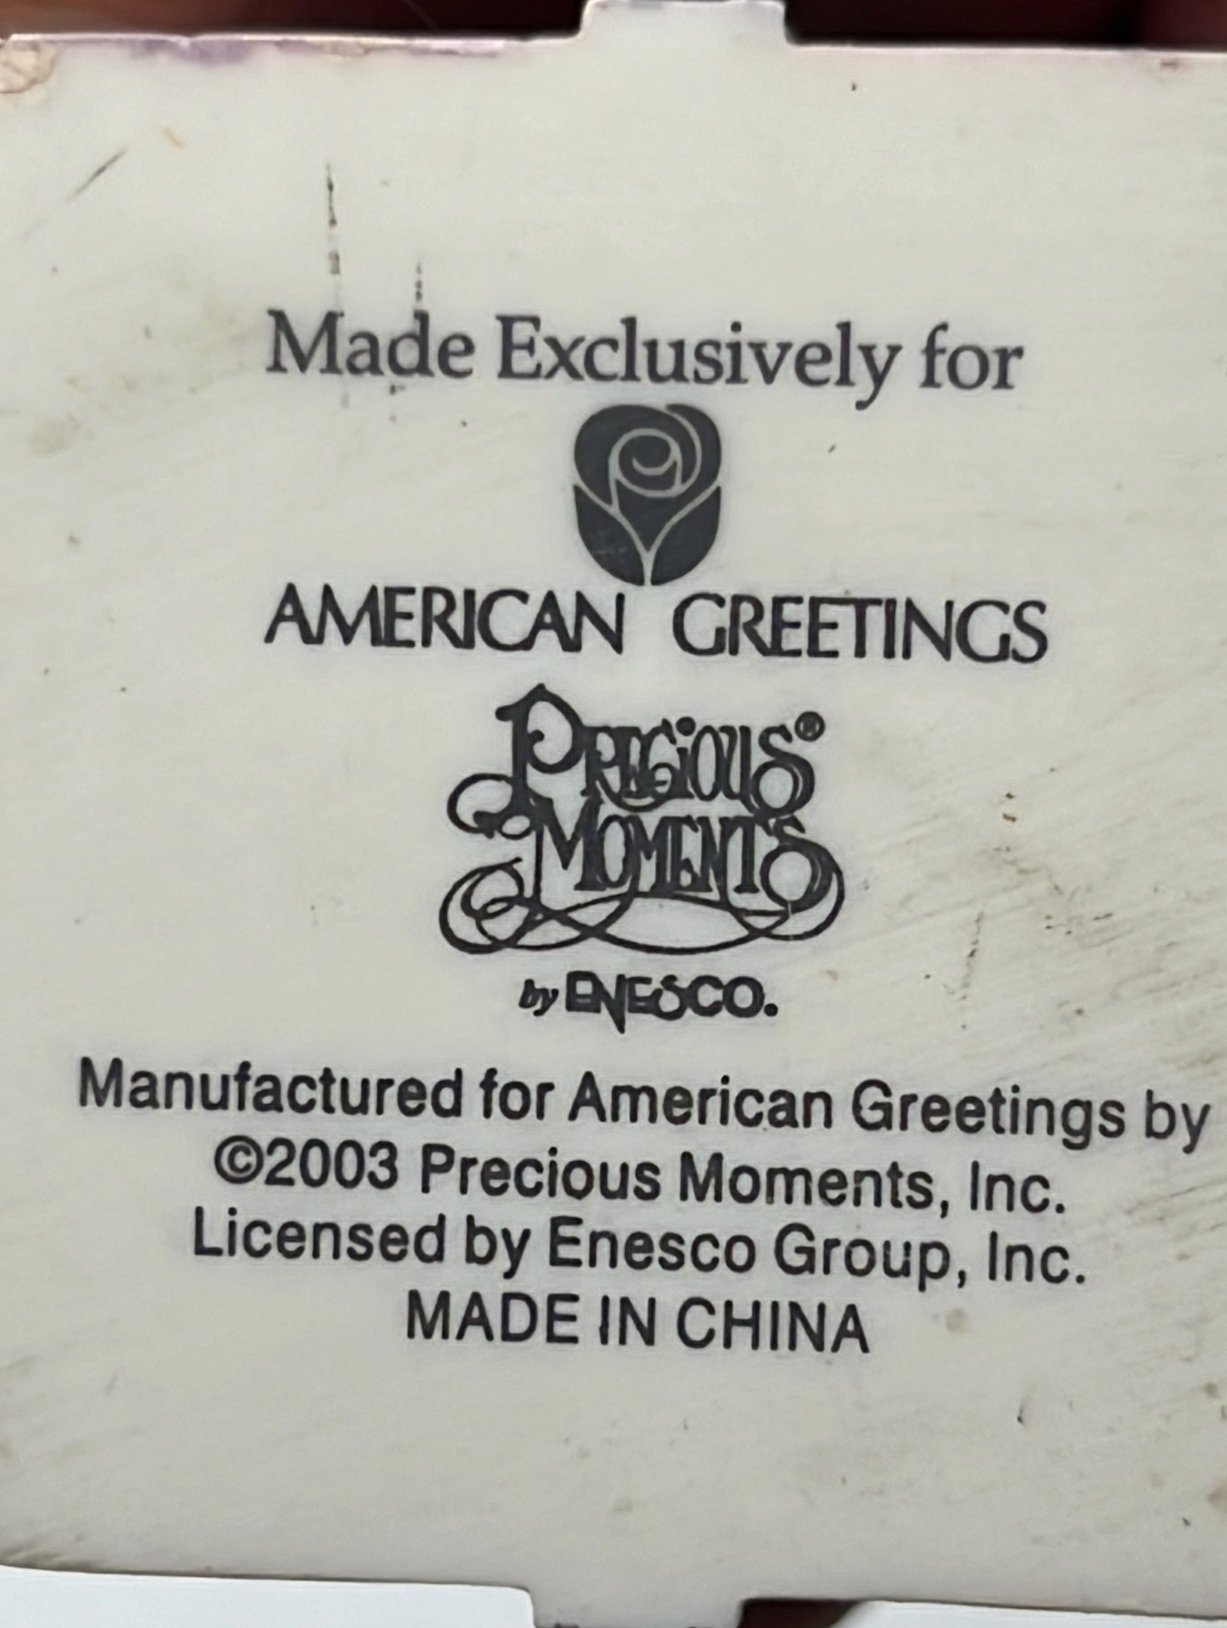 Made Exclusively for
AMERICAN GREETINGS
PRECIOUS®
MOMENTS
by ENESCO.
Manufactured for American Greetings by
©2003 Precious Moments, Inc.
Licensed by Enesco Group, Inc.
MADE IN CHINA